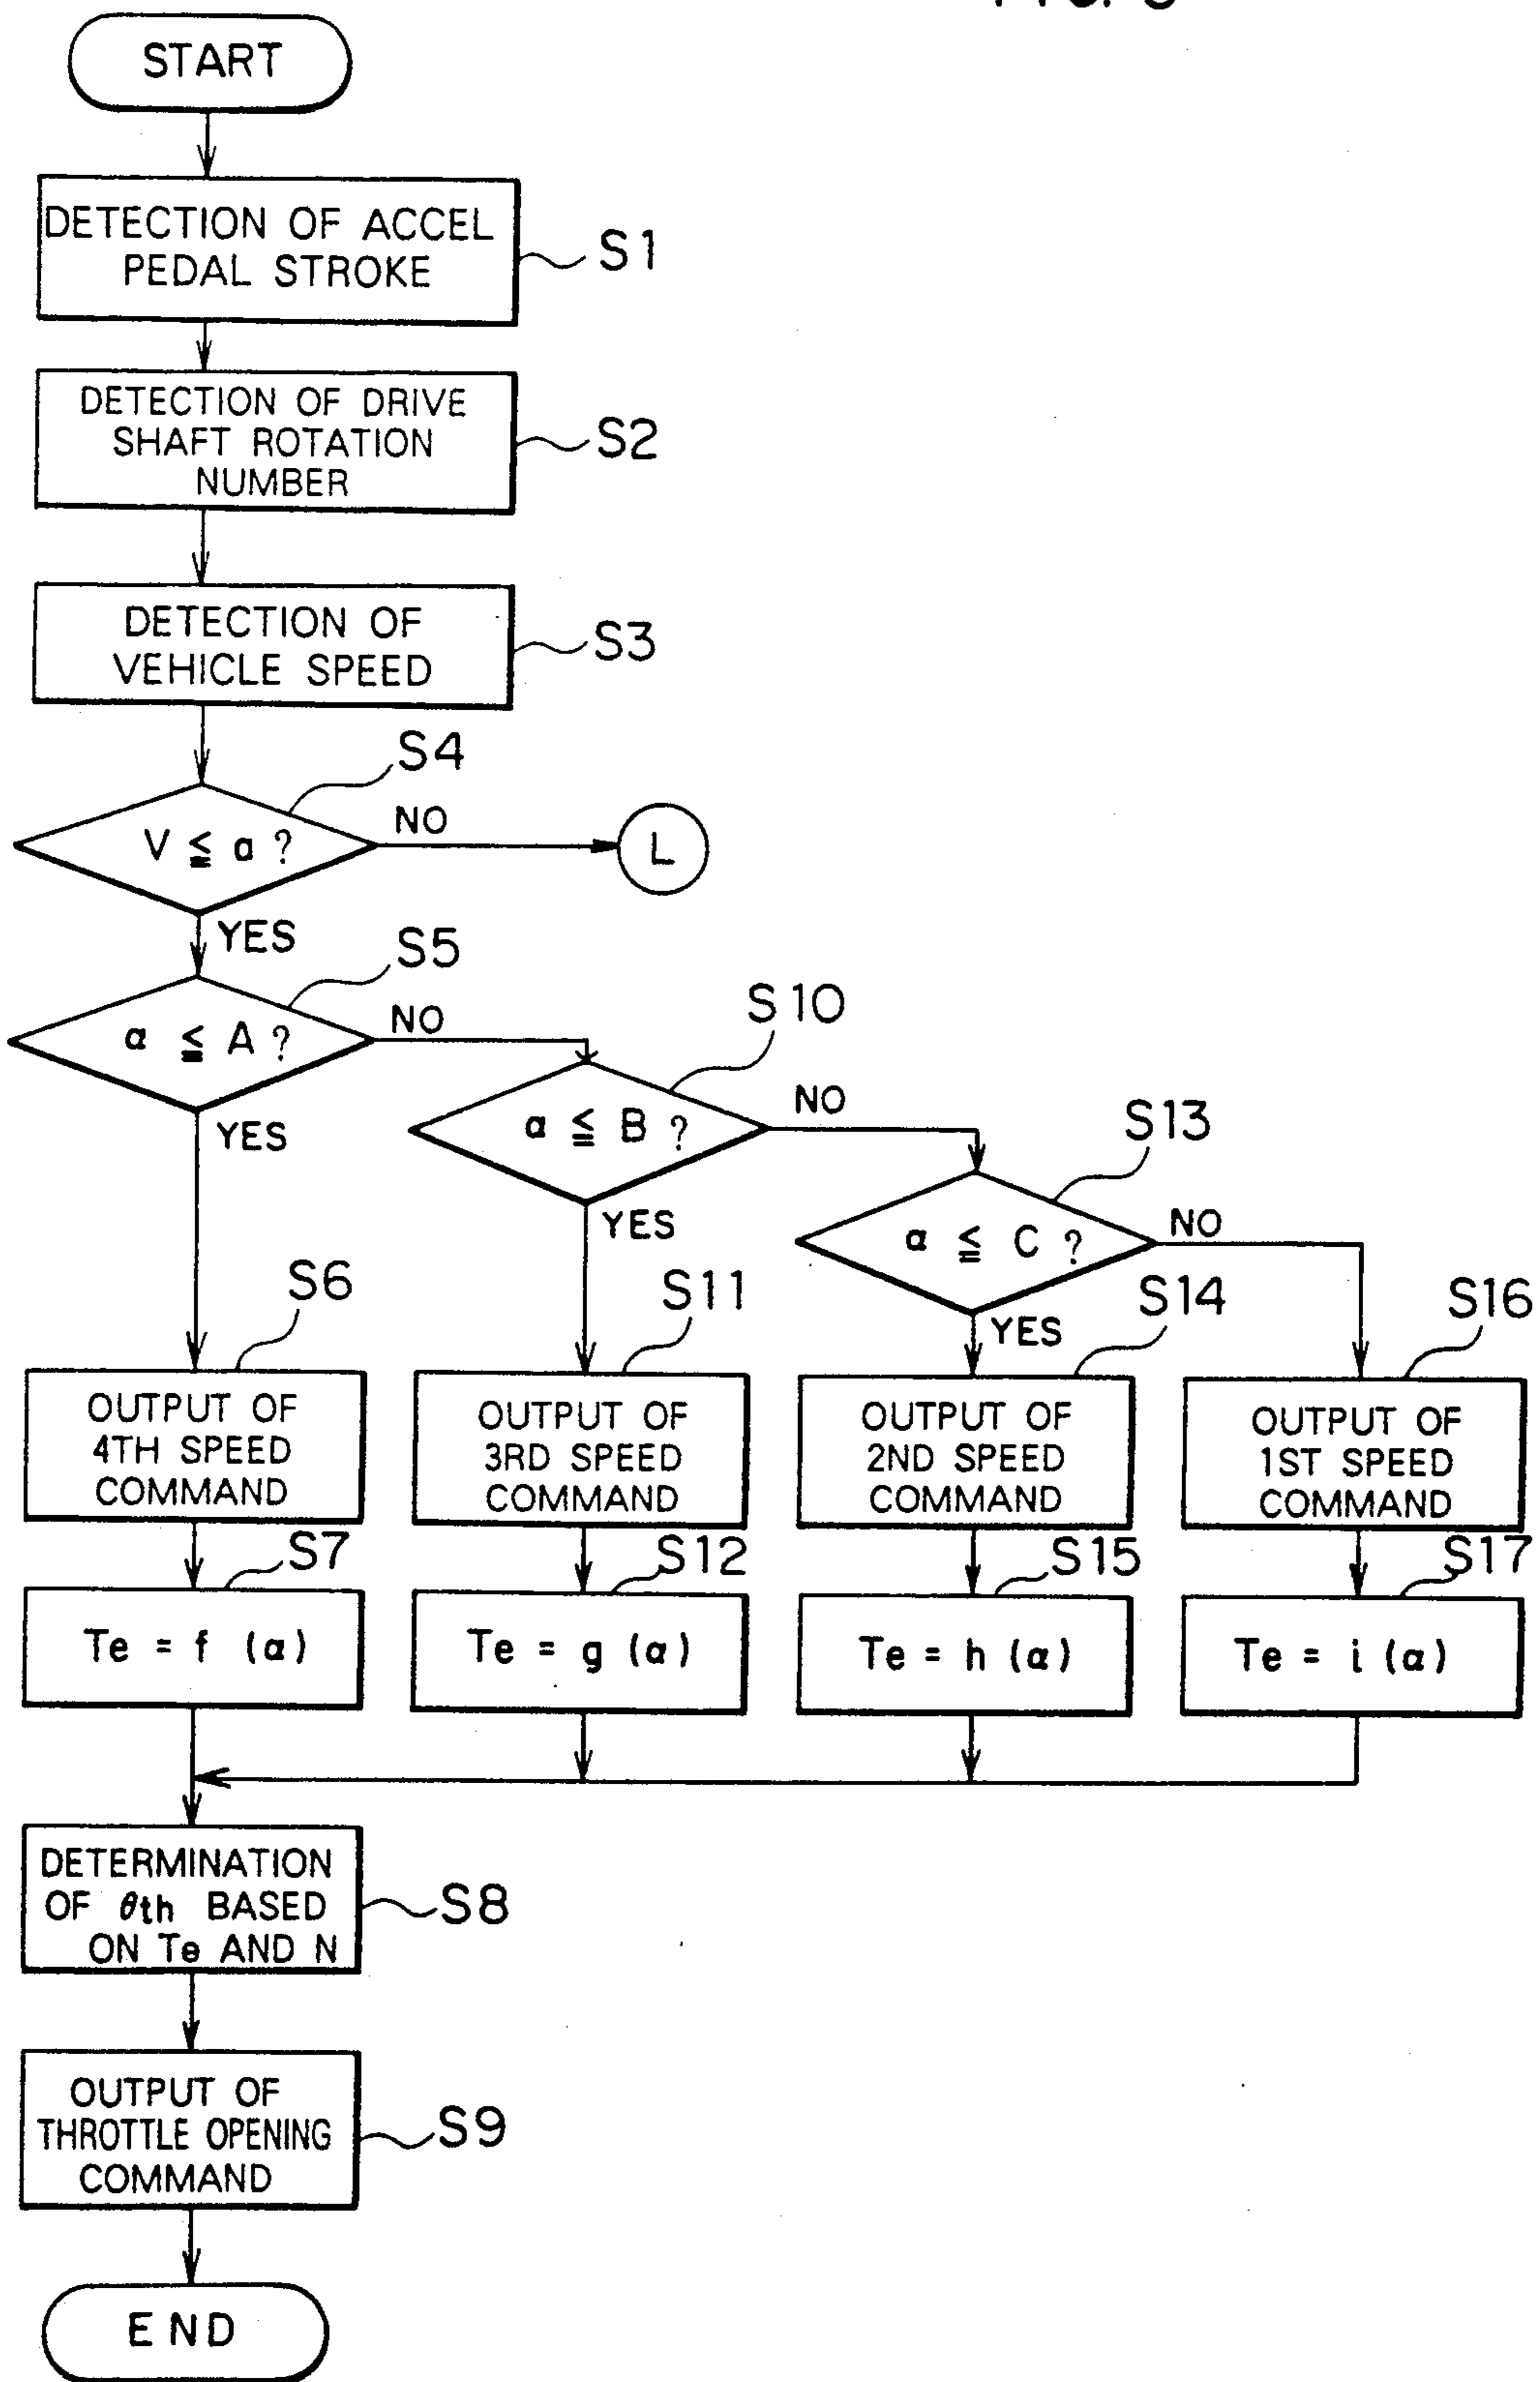 START
DETECTION OF ACCEL
PEDAL STROKE
S1
DETECTION OF DRIVE
SHAFT ROTATION
NUMBER
S2
DETECTION OF
VEHICLE SPEED
S3
S4
V ≦ a ?
NO
L
YES
S5
α ≦ A ?
NO
S10
YES
α ≦ B ?
NO
S13
YES
α ≦ C ?
NO
S6
S11
YES
S14
S16
OUTPUT OF
4TH SPEED
COMMAND
OUTPUT OF
3RD SPEED
COMMAND
OUTPUT OF
2ND SPEED
COMMAND
OUTPUT OF
1ST SPEED
COMMAND
S7
S12
S15
S17
Te = f (α)
Te = g (α)
Te = h (α)
Te = i (α)
DETERMINATION
OF θth BASED
ON Te AND N
S8
OUTPUT OF
THROTTLE OPENING
COMMAND
S9
END